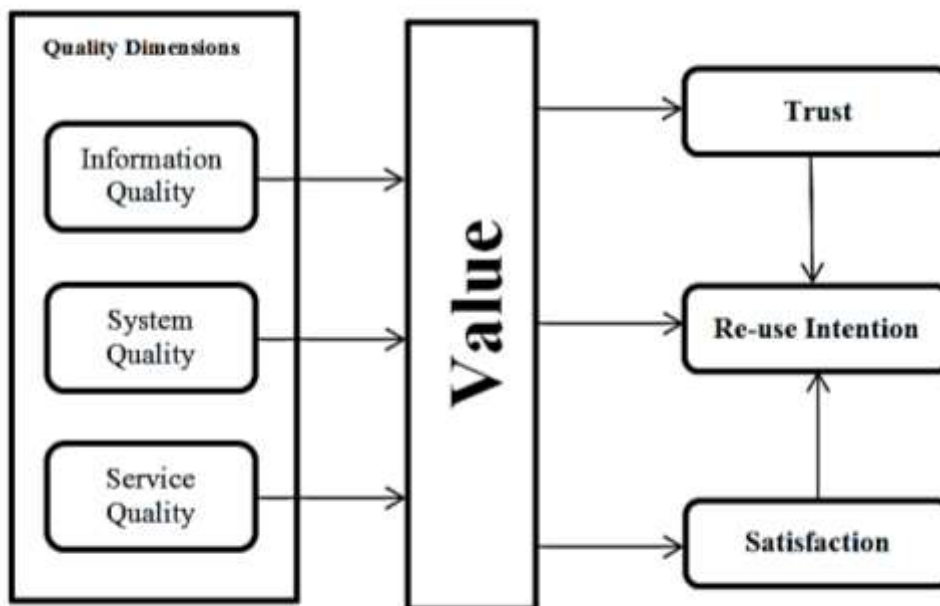 Quality Dimensions
Information
Quality
System
Quality
Service
Quality
Value
Trust
Re-use Intention
Satisfaction